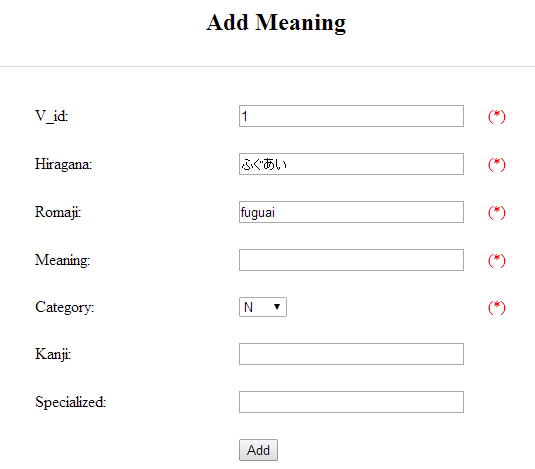 Add Meaning
V_id: 1 (*)
Hiragana: ふぐあい (*)
Romaji: fuguai (*)
Meaning: (*)
Category: N (*)
Kanji:
Specialized:
Add